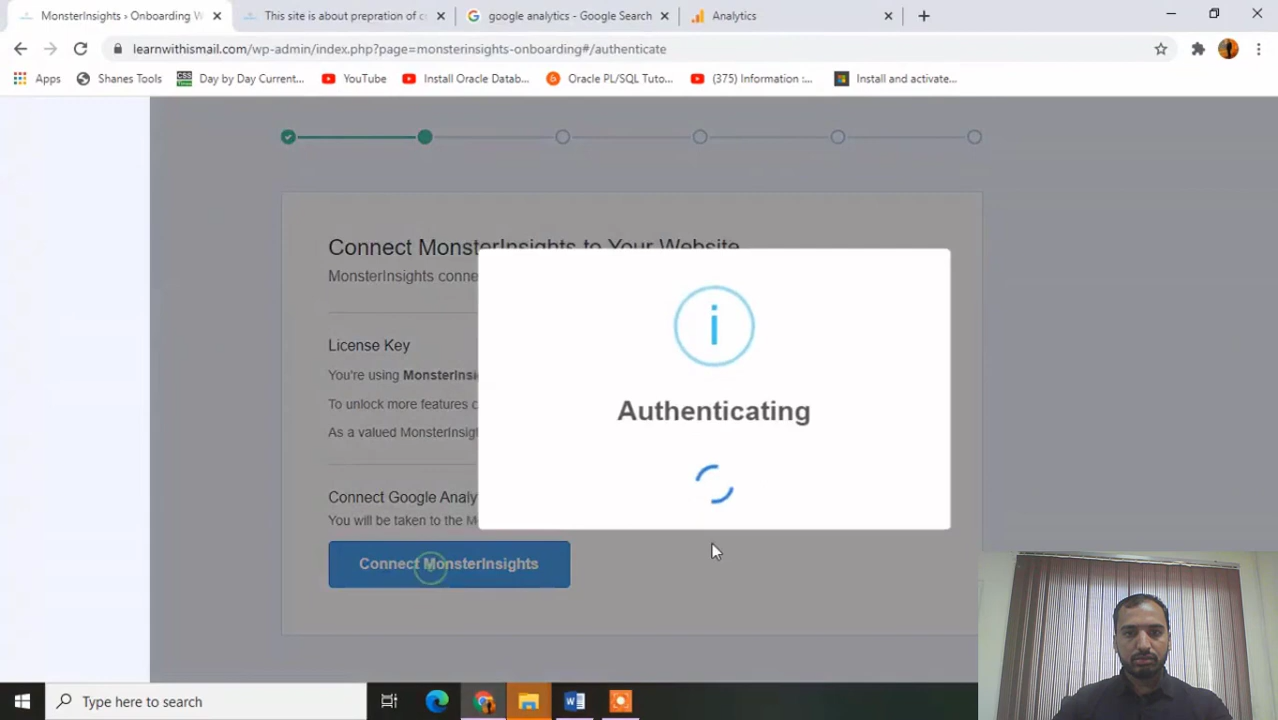 MonsterInsights › Onboarding W
This site is about prepration of c
google analytics - Google Search
Analytics
learnwithismail.com/wp-admin/index.php?page=monsterinsights-onboarding#/authenticate
Apps
Shanes Tools
CSS
Day by Day Current...
YouTube
Install Oracle Datab...
Oracle PL/SQL Tuto...
(375) Information :...
Install and activate...
Connect MonsterInsights to Your Website
MonsterInsights conne
License Key
You're using MonsterInsi
To unlock more features c
As a valued MonsterInsigh
Connect Google Analy
You will be taken to the M
Connect MonsterInsights
i
Authenticating
Type here to search